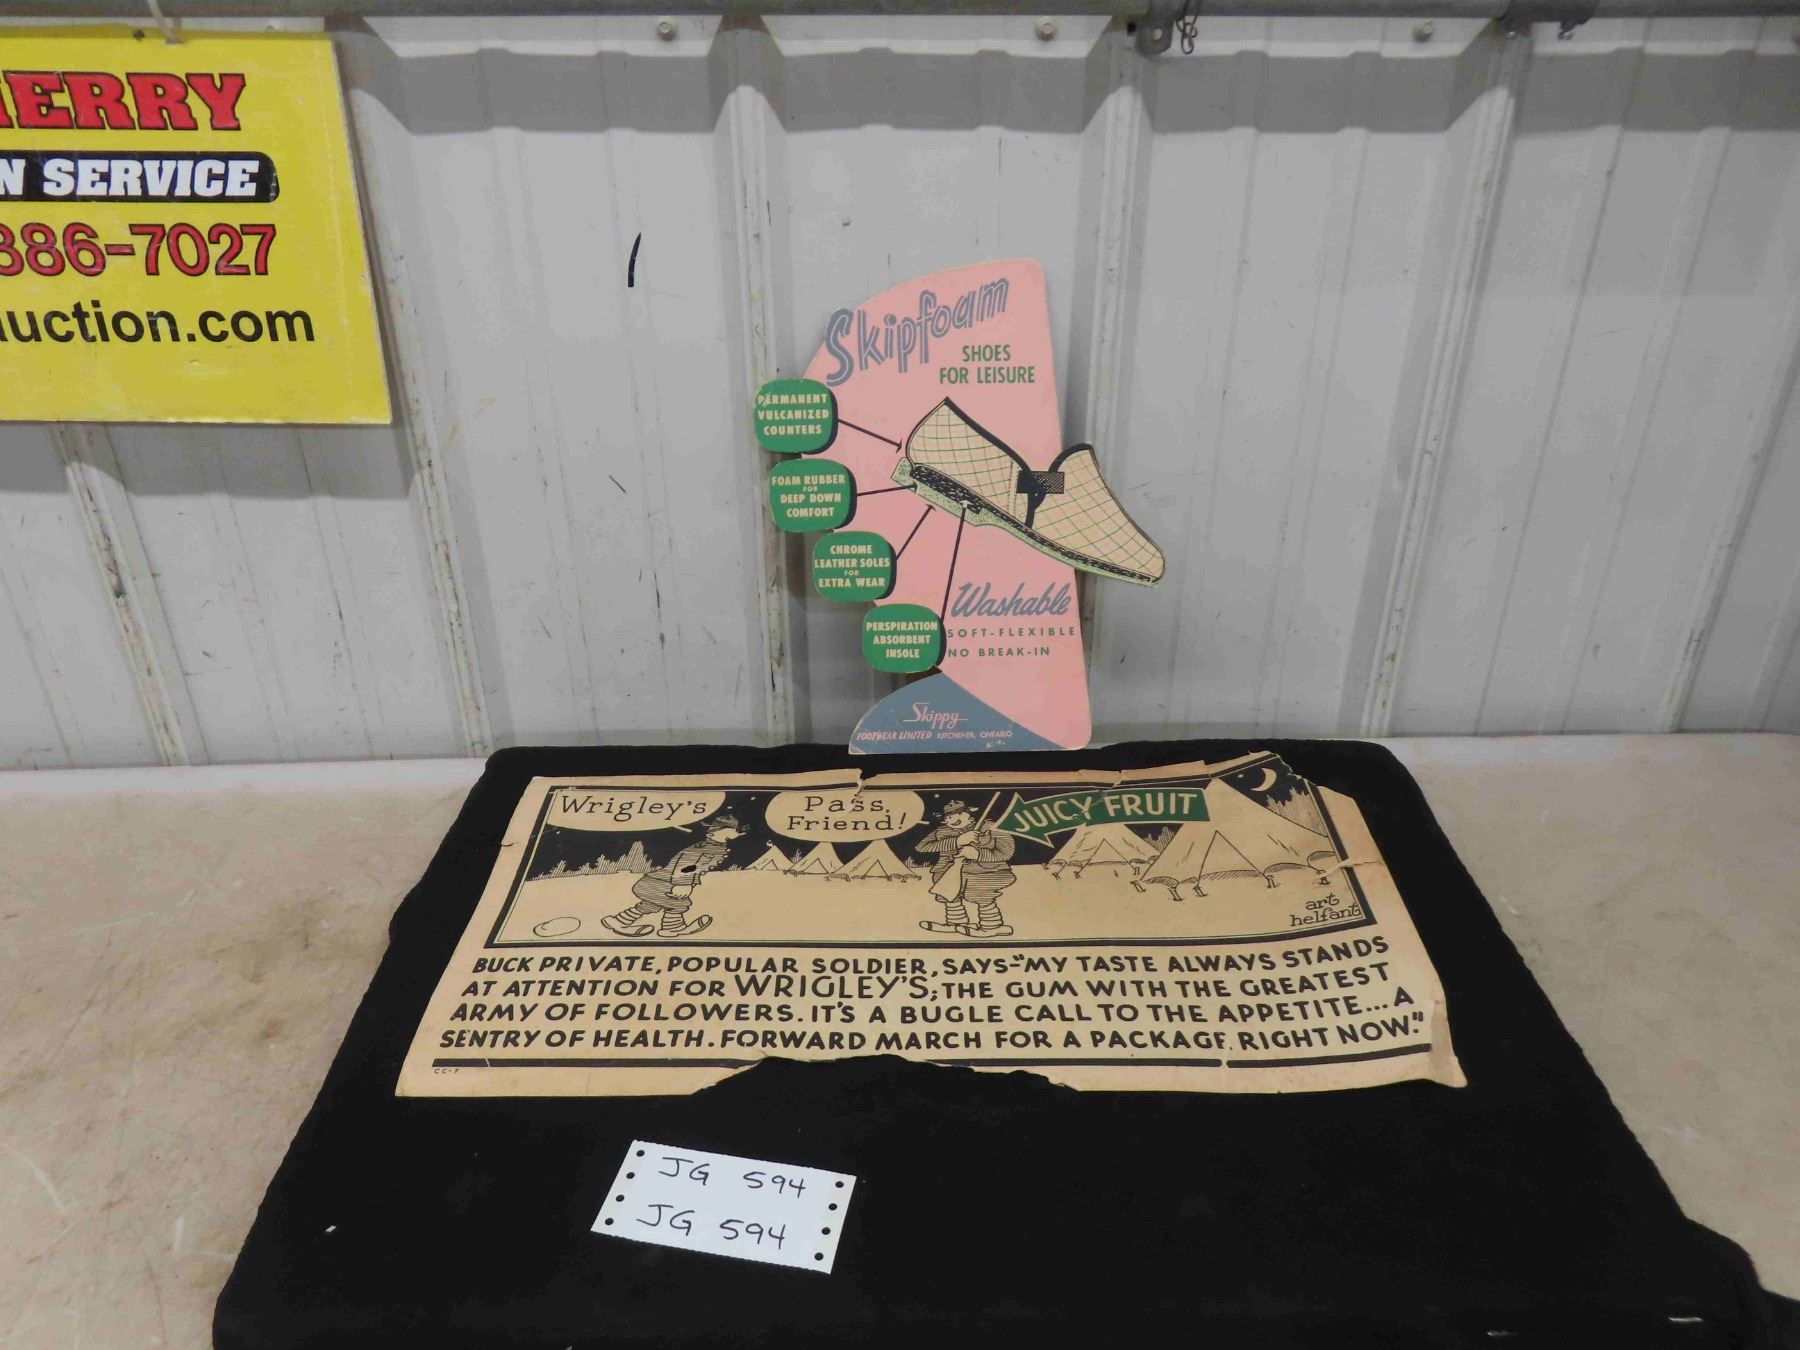 ERRY
N SERVICE
886-7027
uction.com
Skipfoam
SHOES
FOR LEISURE
PERMANENT
VULCANIZED
COUNTERS
FOAM RUBBER
FOR
DEEP DOWN
COMFORT
CHROME
LEATHER SOLES
FOR
EXTRA WEAR
PERSPIRATION
ABSORBENT
INSOLE
Washable
SOFT-FLEXIBLE
NO BREAK-IN
Skippy
FOOTWEAR LIMITED KITCHENER, ONTARIO
Wrigley's
Pass,
Friend!
JUICY FRUIT
art
helfant
BUCK PRIVATE, POPULAR SOLDIER, SAYS-"MY TASTE ALWAYS STANDS
AT ATTENTION FOR WRIGLEY'S; THE GUM WITH THE GREATEST
ARMY OF FOLLOWERS. IT'S A BUGLE CALL TO THE APPETITE...A
SENTRY OF HEALTH. FORWARD MARCH FOR A PACKAGE, RIGHT NOW."
JG 594
JG 594